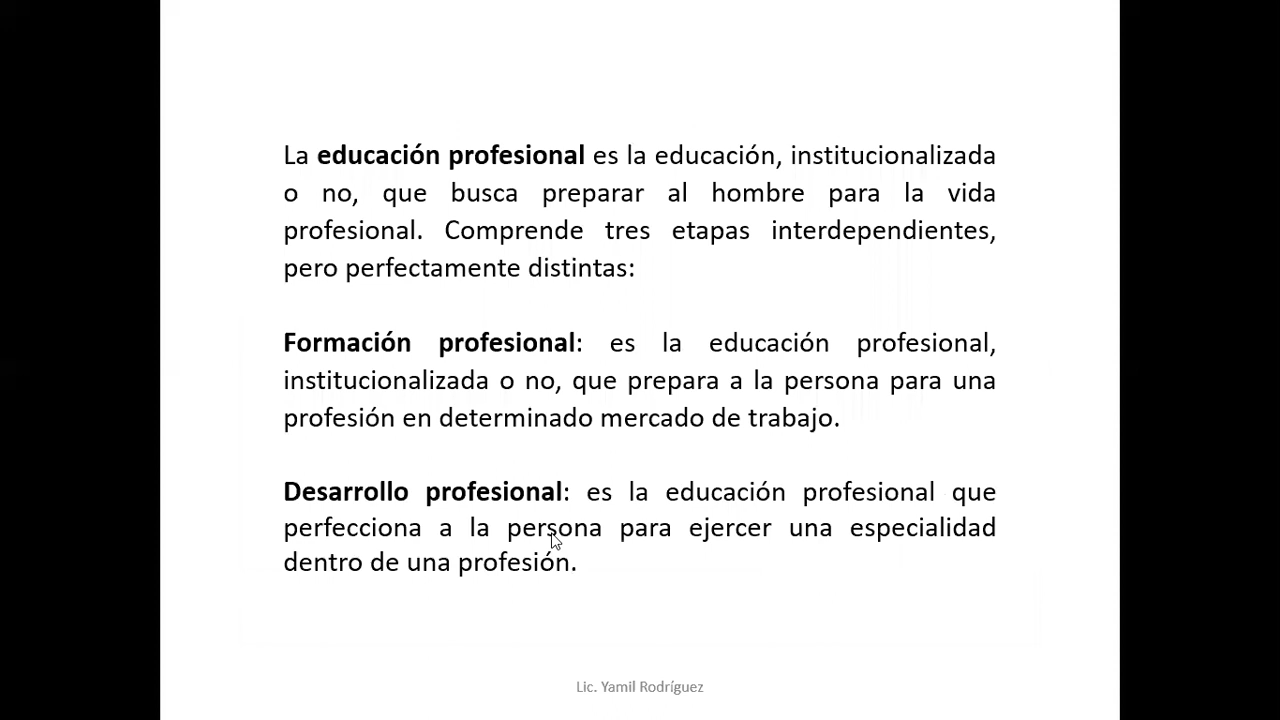 La educación profesional es la educación, institucionalizada
o no, que busca preparar al hombre para la vida
profesional. Comprende tres etapas interdependientes,
pero perfectamente distintas:
Formación profesional: es la educación profesional,
institucionalizada o no, que prepara a la persona para una
profesión en determinado mercado de trabajo.
Desarrollo profesional: es la educación profesional que
perfecciona a la persona para ejercer una especialidad
dentro de una profesión.
Lic. Yamil Rodríguez